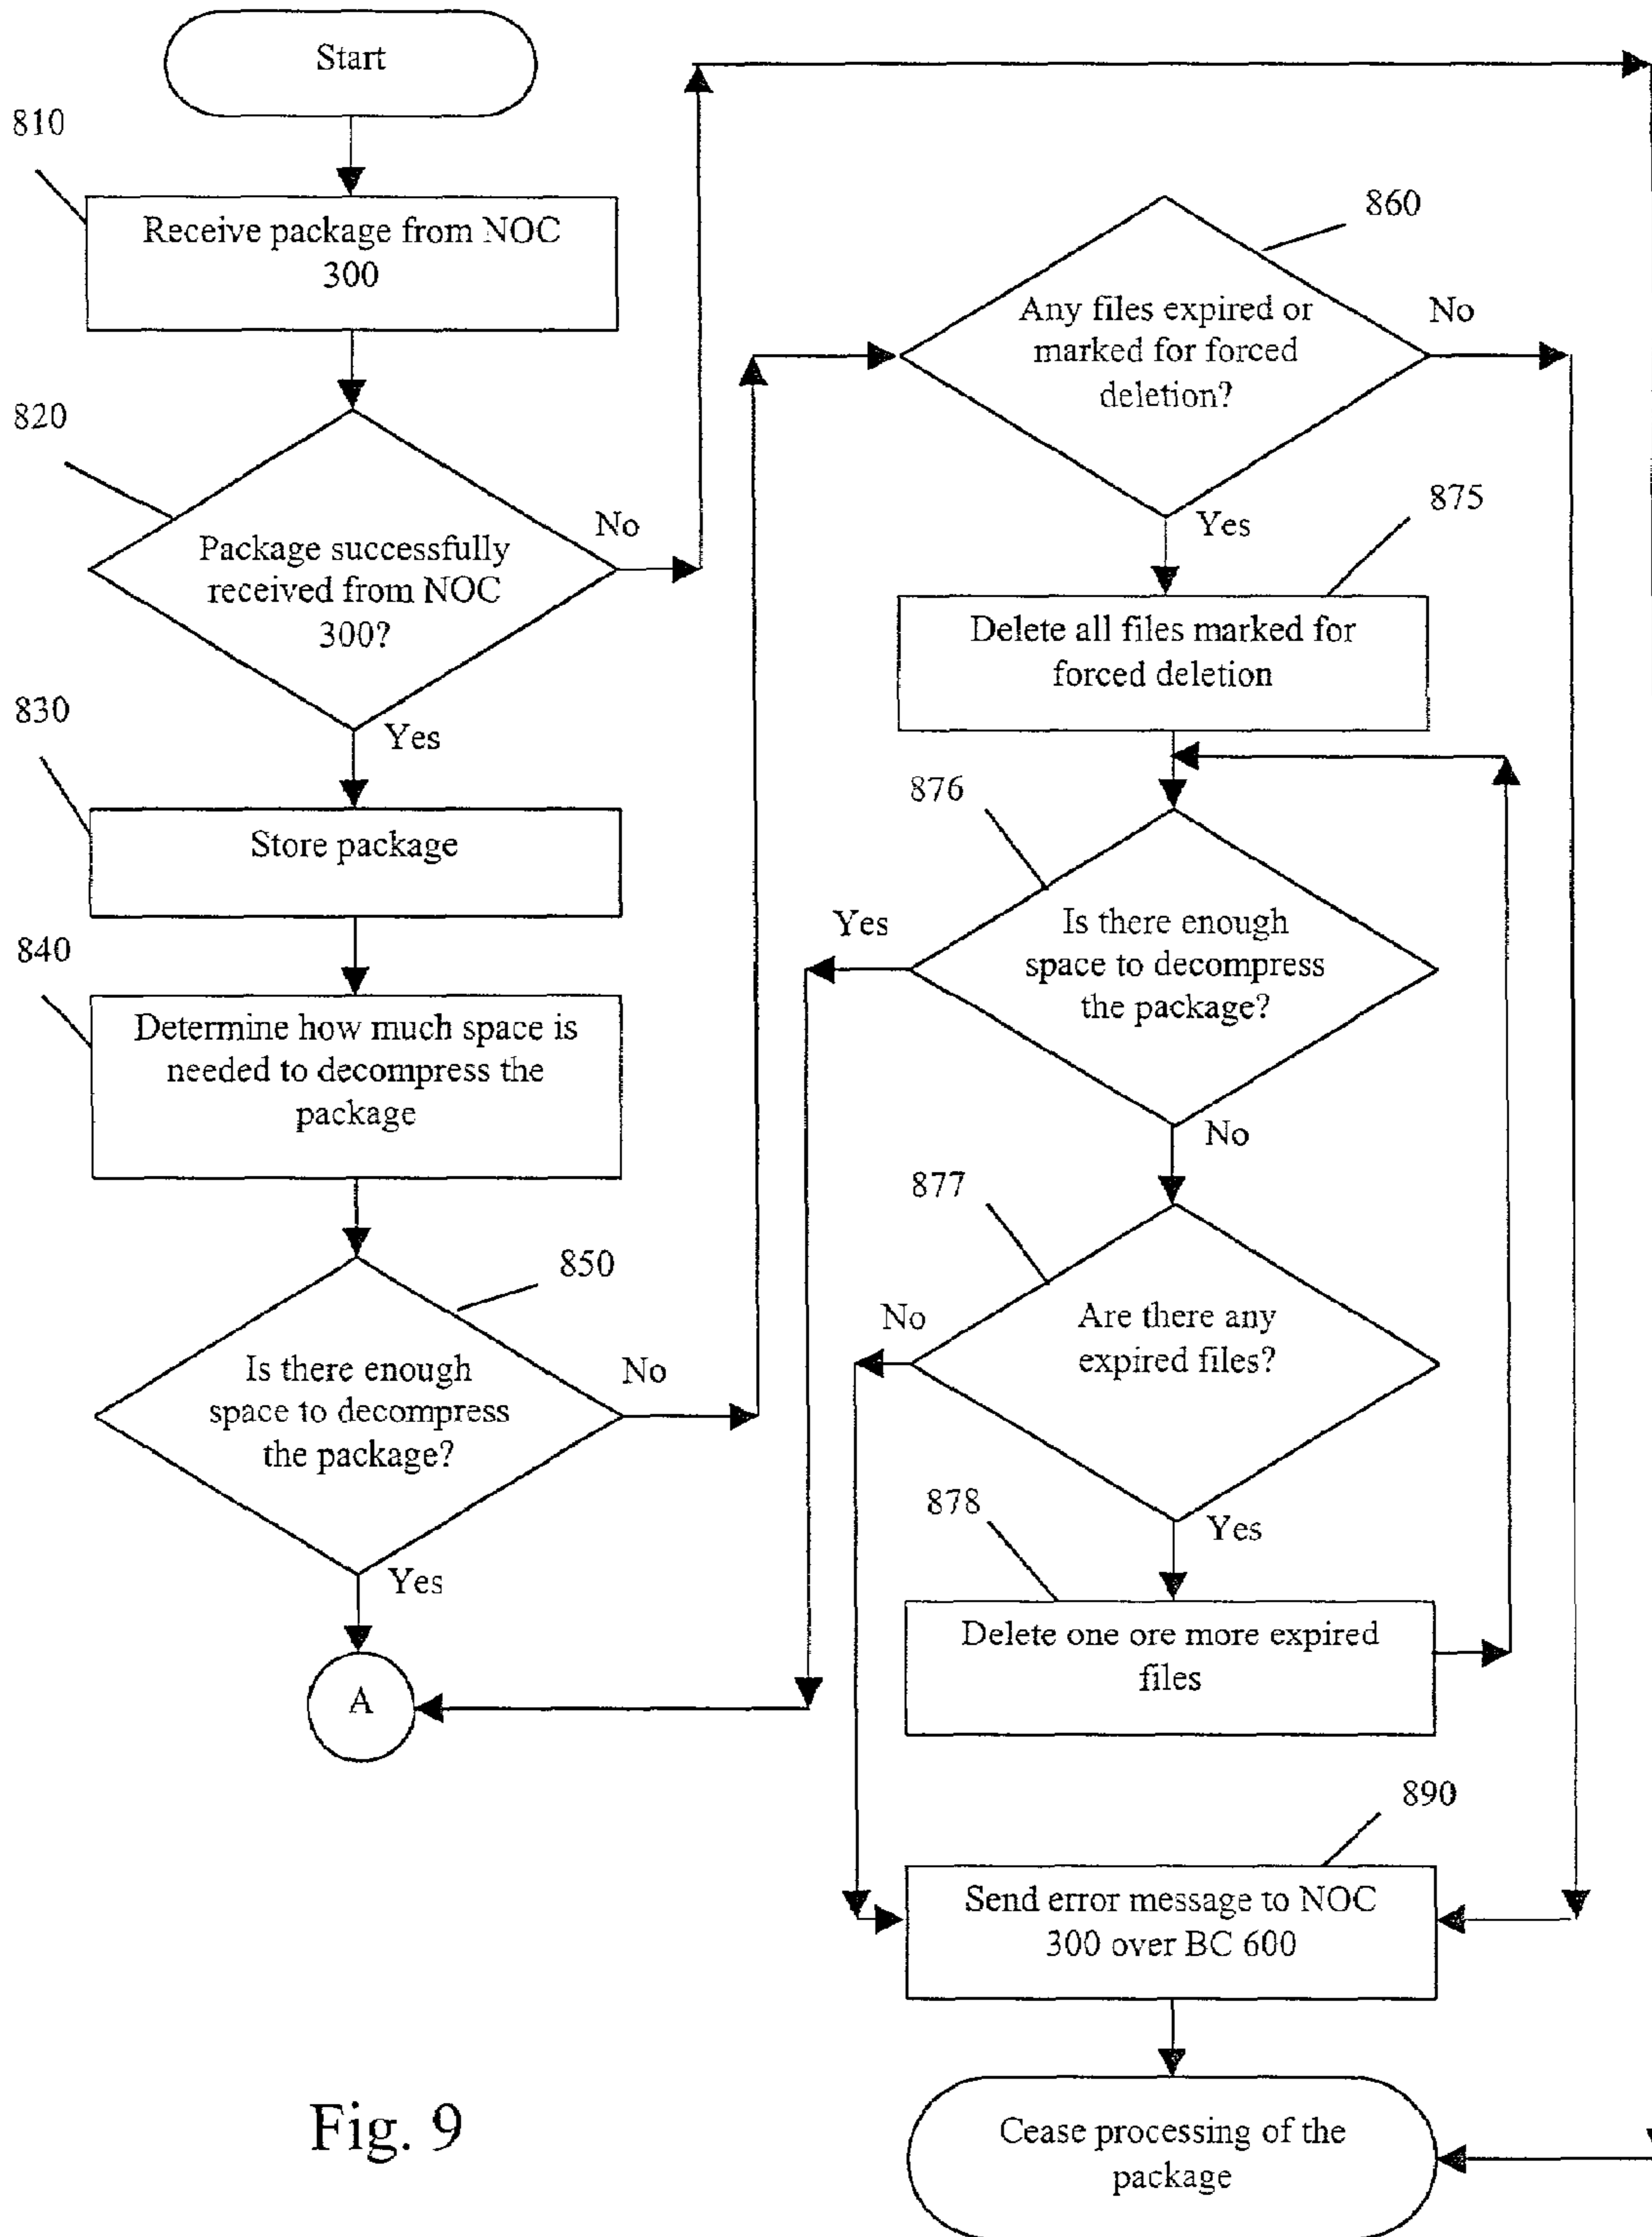 Start
810
Receive package from NOC
300
820
Package successfully
received from NOC
300?
No
Yes
830
Store package
840
Determine how much space is
needed to decompress the
package
850
Is there enough
space to decompress
the package?
No
Yes
A
860
Any files expired or
marked for forced
deletion?
No
Yes
875
Delete all files marked for
forced deletion
876
Is there enough
space to decompress
the package?
Yes
No
877
Are there any
expired files?
No
Yes
878
Delete one ore more expired
files
890
Send error message to NOC
300 over BC 600
Cease processing of the
package
Fig. 9